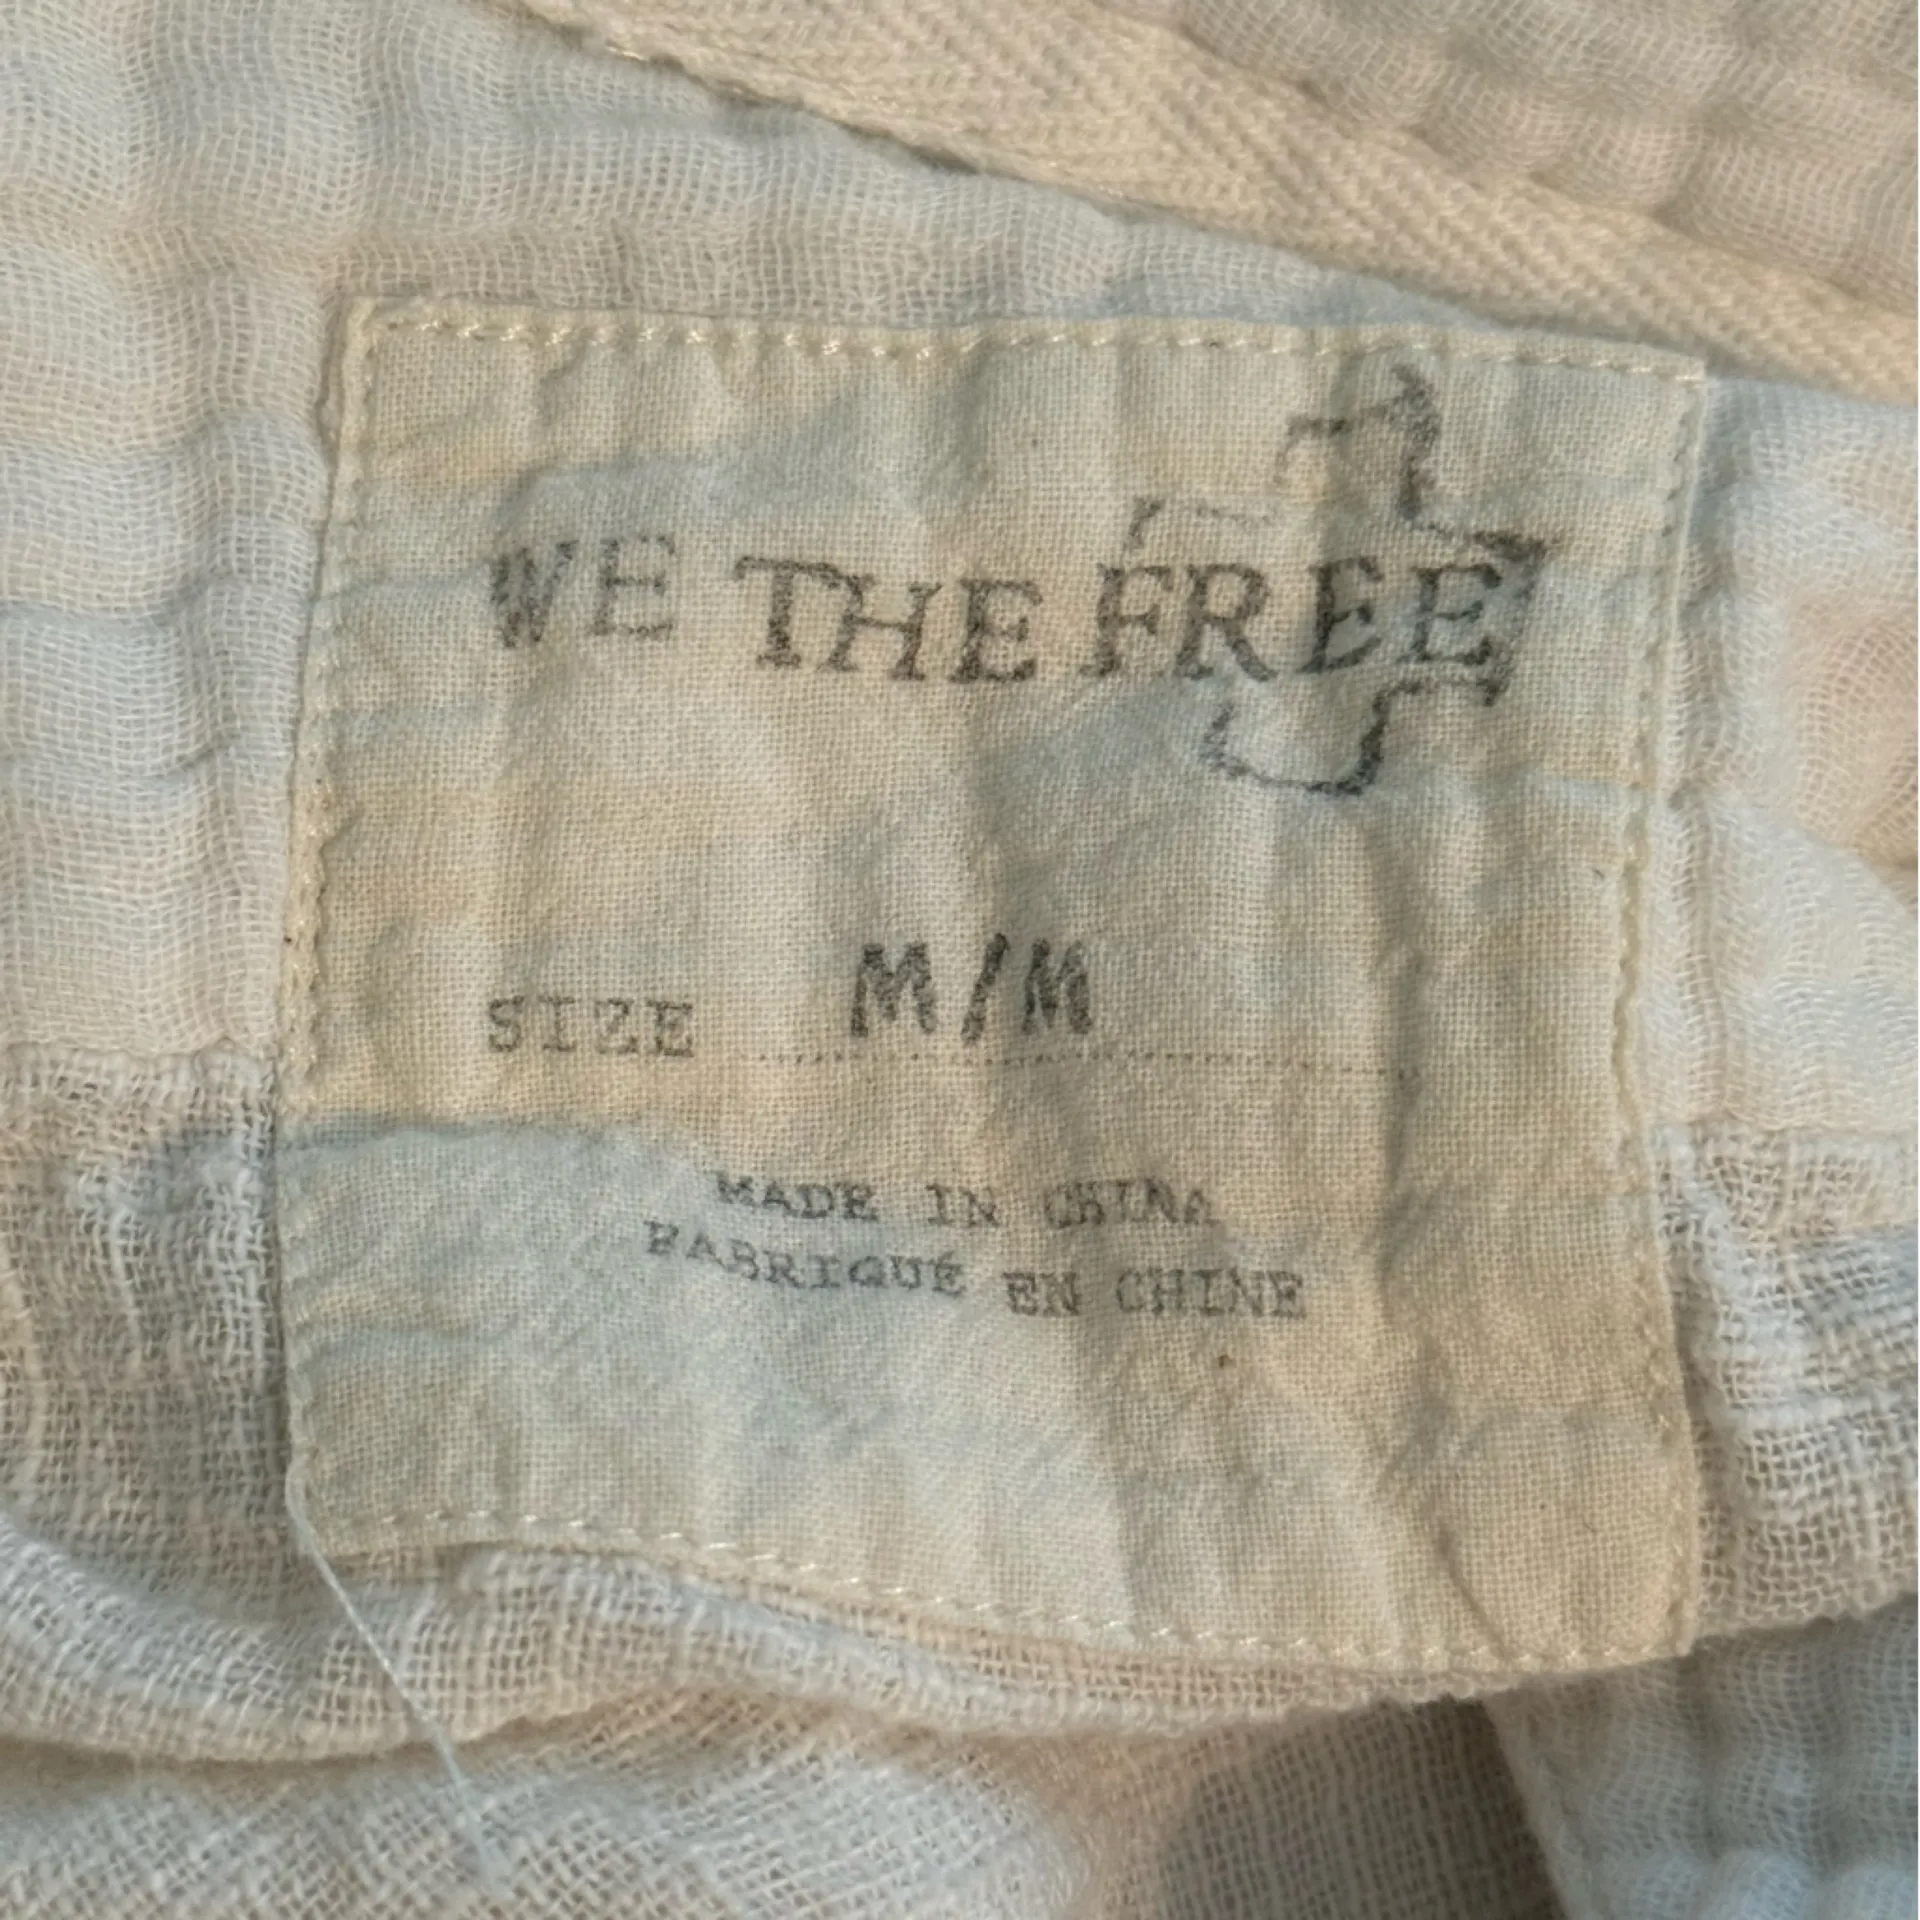 WE THE FREE
SIZE M/M
MADE IN CHINA
FABRIQUÉ EN CHINE